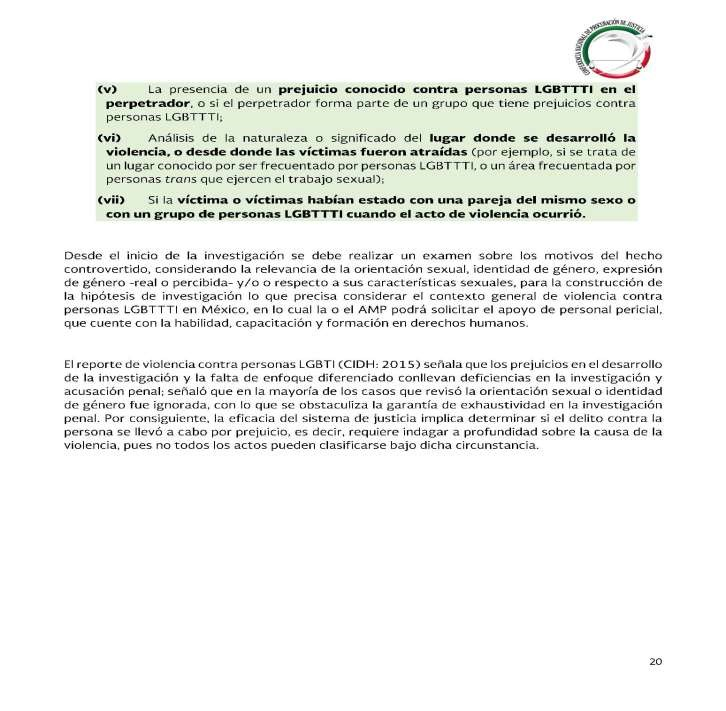 CONFERENCIA NACIONAL DE PROCURACIÓN DE JUSTICIA
(v) La presencia de un prejuicio conocido contra personas LGBTTTI en el
perpetrador, o si el perpetrador forma parte de un grupo que tiene prejuicios contra
personas LGBTTTI;
(vi) Análisis de la naturaleza o significado del lugar donde se desarrolló la
violencia, o desde donde las víctimas fueron atraídas (por ejemplo, si se trata de
un lugar conocido por ser frecuentado por personas LGBTTTI, o un área frecuentada por
personas trans que ejercen el trabajo sexual);
(vii) Si la víctima o víctimas habían estado con una pareja del mismo sexo o
con un grupo de personas LGBTTTI cuando el acto de violencia ocurrió.
Desde el inicio de la investigación se debe realizar un examen sobre los motivos del hecho
controvertido, considerando la relevancia de la orientación sexual, identidad de género, expresión
de género -real o percibida- y/o o respecto a sus características sexuales, para la construcción de
la hipótesis de investigación lo que precisa considerar el contexto general de violencia contra
personas LGBTTTI en México, en lo cual la o el AMP podrá solicitar el apoyo de personal pericial,
que cuente con la habilidad, capacitación y formación en derechos humanos.
El reporte de violencia contra personas LGBTI (CIDH: 2015) señala que los prejuicios en el desarrollo
de la investigación y la falta de enfoque diferenciado conllevan deficiencias en la investigación y
acusación penal; señaló que en la mayoría de los casos que revisó la orientación sexual o identidad
de género fue ignorada, con lo que se obstaculiza la garantía de exhaustividad en la investigación
penal. Por consiguiente, la eficacia del sistema de justicia implica determinar si el delito contra la
persona se llevó a cabo por prejuicio, es decir, requiere indagar a profundidad sobre la causa de la
violencia, pues no todos los actos pueden clasificarse bajo dicha circunstancia.
20